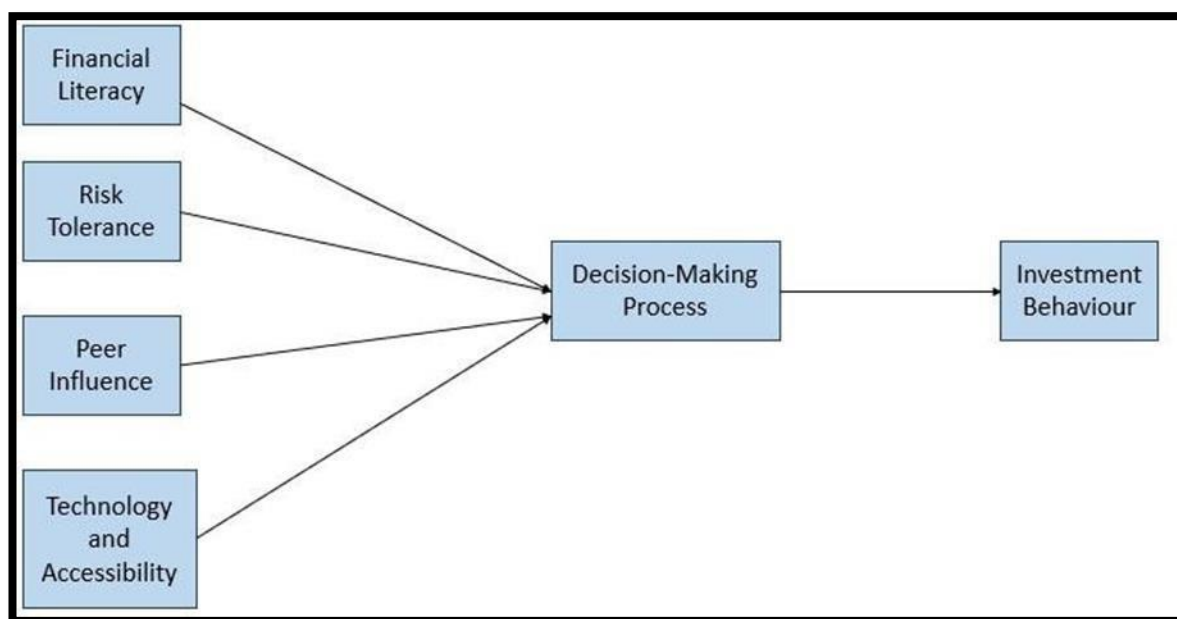 Financial
Literacy
Risk
Tolerance
Peer
Influence
Technology
and
Accessibility
Decision-Making
Process
Investment
Behaviour